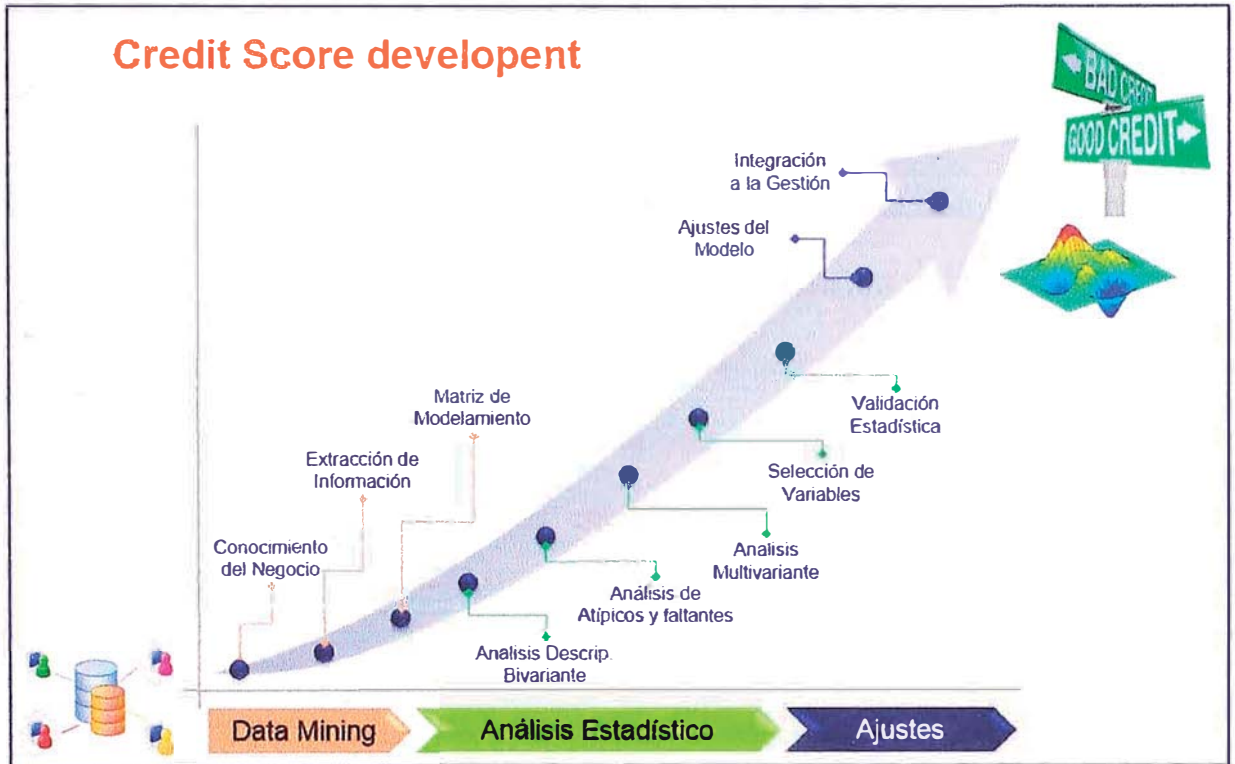 Credit Score developent
BAD CREDIT
GOOD CREDIT
Integración
a la Gestión
Ajustes del
Modelo
Matriz de
Modelamiento
Validación
Estadística
Extracción de
Información
Selección de
Variables
Conocimiento
del Negocio
Analisis
Multivariante
Análisis de
Atípicos y faltantes
Analisis Descrip.
Bivariante
Data Mining
Análisis Estadístico
Ajustes